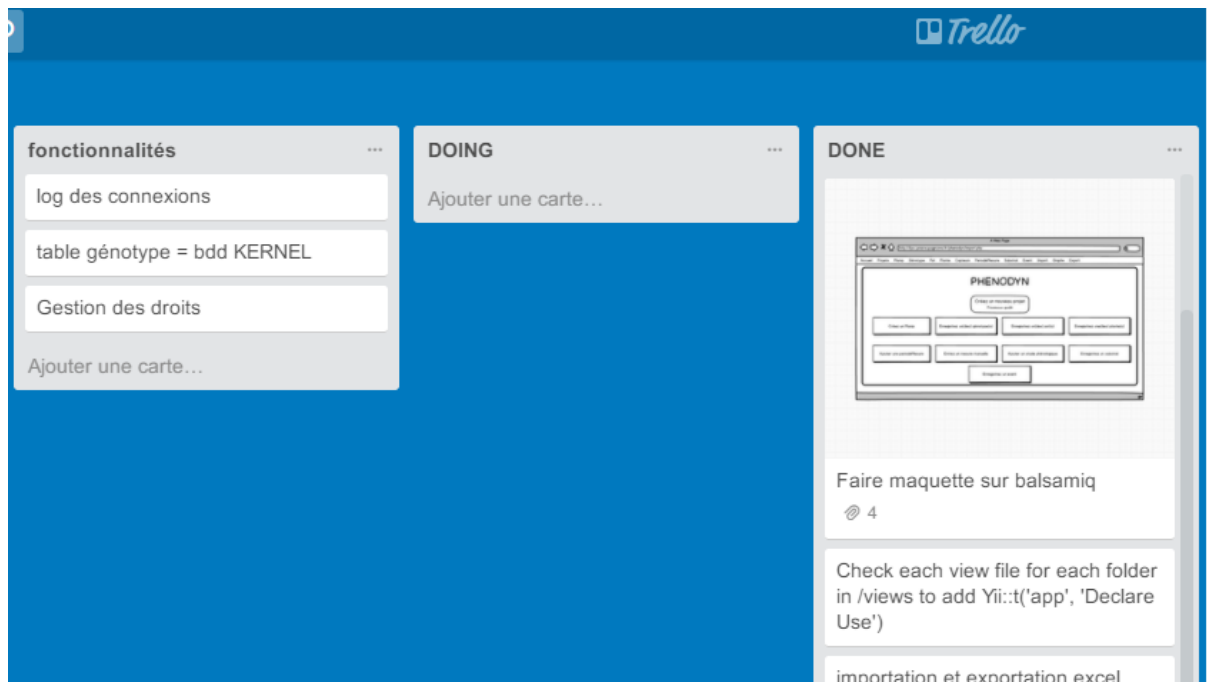 Trello
fonctionnalités
log des connexions
table génotype = bdd KERNEL
Gestion des droits
Ajouter une carte…
DOING
Ajouter une carte…
DONE
PHENODYN
Faire maquette sur balsamiq
4
Check each view file for each folder
in /views to add Yii::t('app', 'Declare
Use')
importation et exportation excel